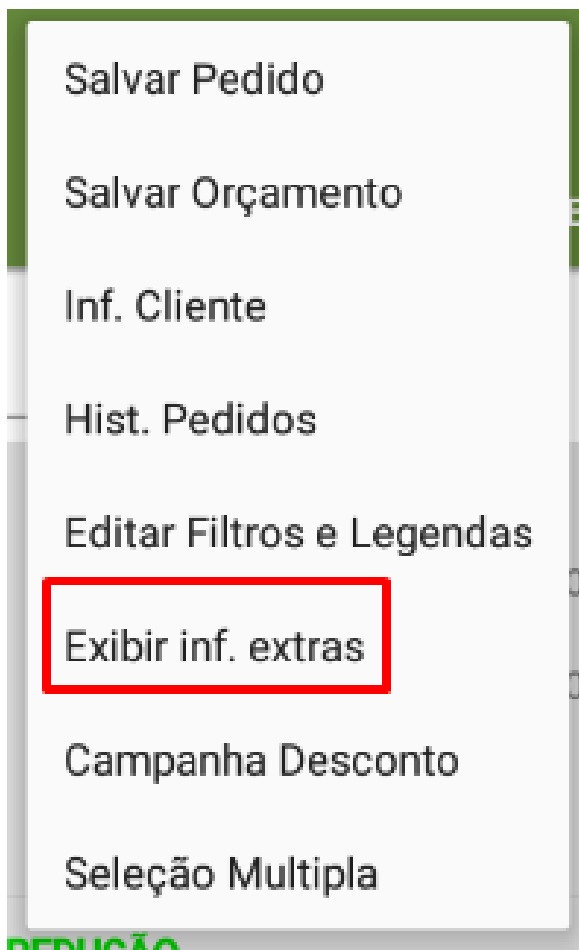 Salvar Pedido
Salvar Orçamento
Inf. Cliente
Hist. Pedidos
Editar Filtros e Legendas
Exibir inf. extras
Campanha Desconto
Seleção Multipla